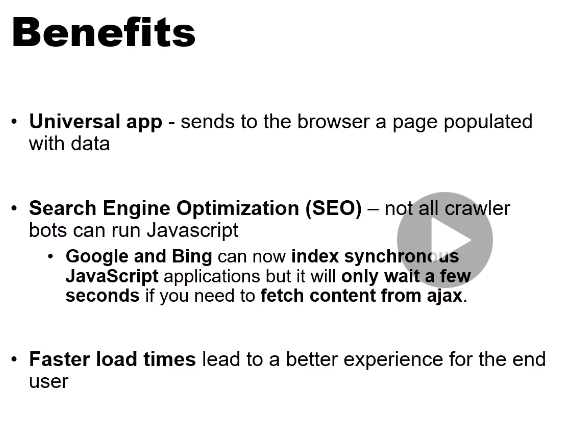 Benefits
• Universal app - sends to the browser a page populated
with data
• Search Engine Optimization (SEO) – not all crawler
bots can run Javascript
• Google and Bing can now index synchronous
JavaScript applications but it will only wait a few
seconds if you need to fetch content from ajax.
• Faster load times lead to a better experience for the end
user